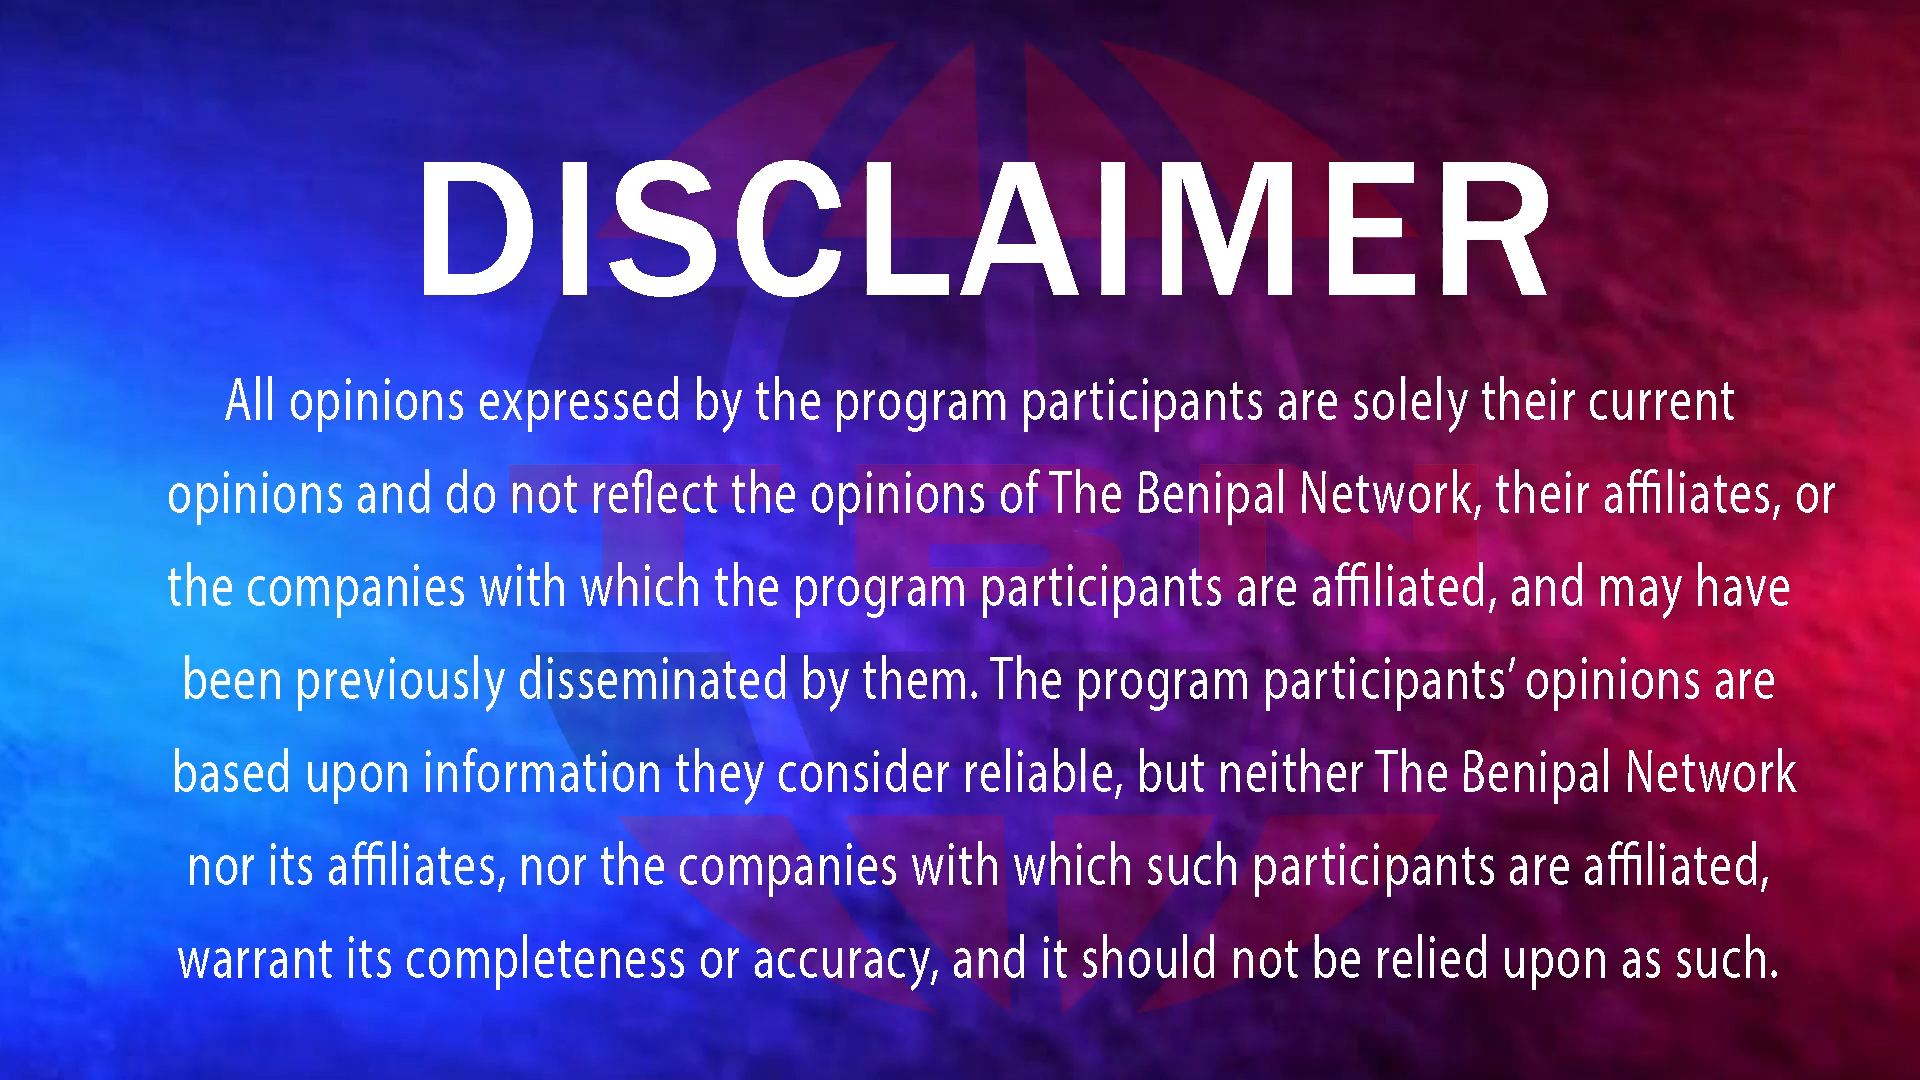 DISCLAIMER
All opinions expressed by the program participants are solely their current
opinions and do not reflect the opinions of The Benipal Network, their affiliates, or
the companies with which the program participants are affiliated, and may have
been previously disseminated by them. The program participants’ opinions are
based upon information they consider reliable, but neither The Benipal Network
nor its affiliates, nor the companies with which such participants are affiliated,
warrant its completeness or accuracy, and it should not be relied upon as such.
TBN